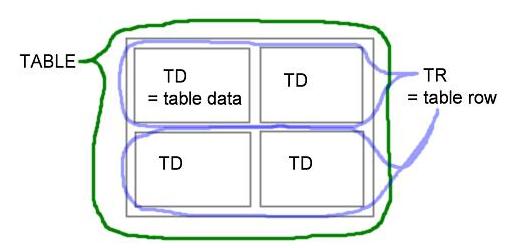 TABLE
TD
= table data
TD
TR
= table row
TD
TD